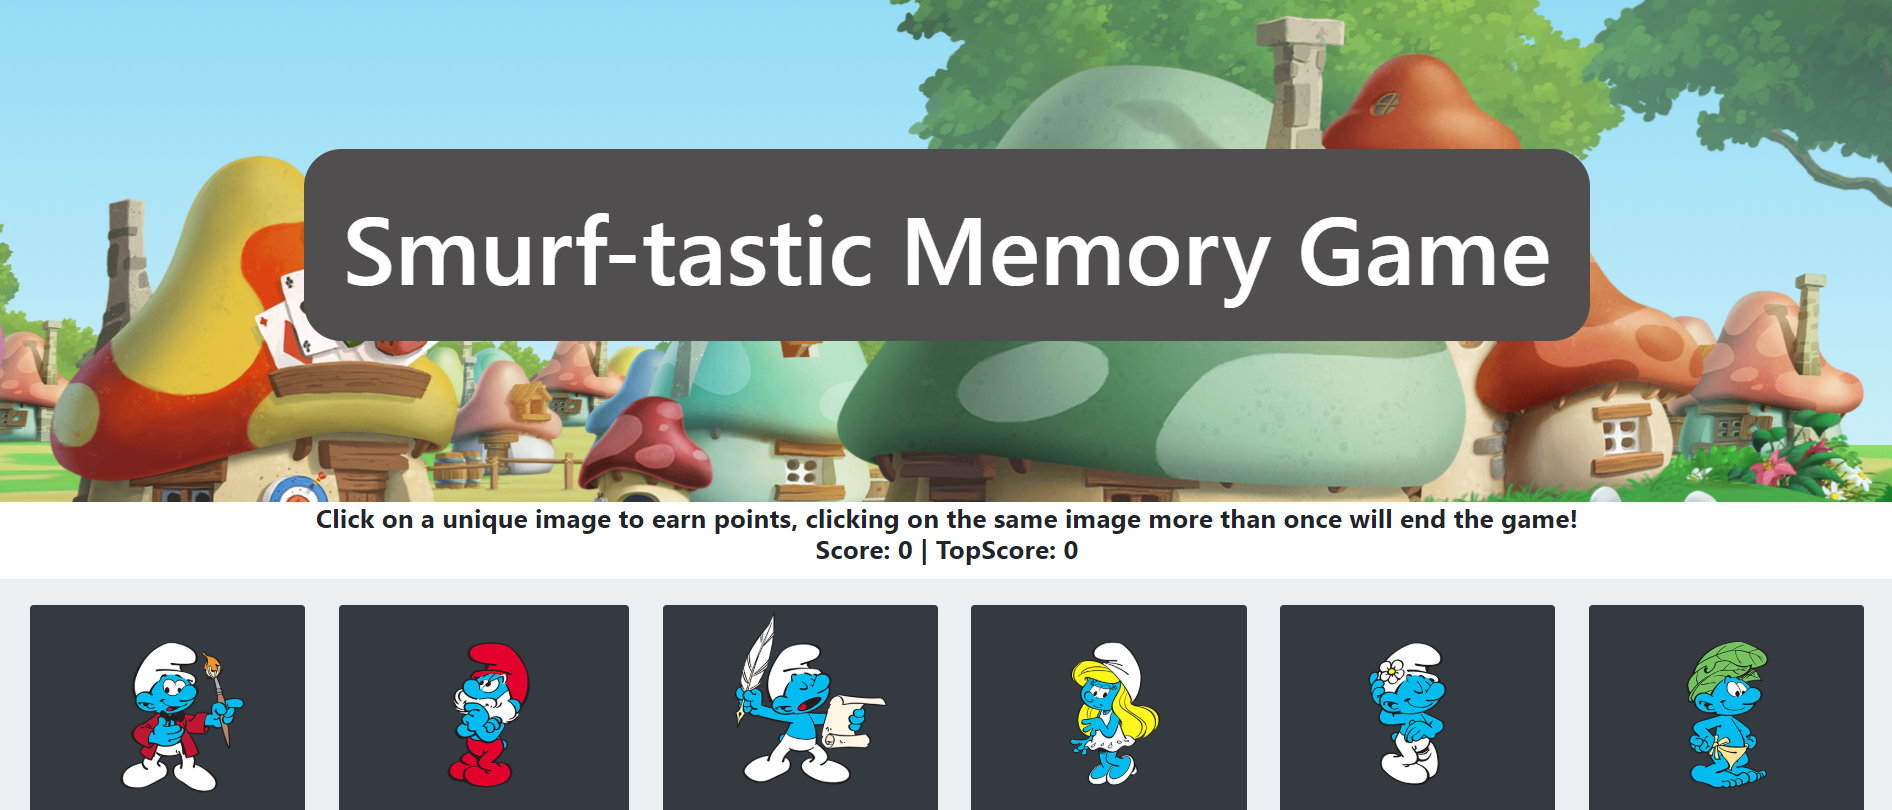 Smurf-tastic Memory Game
Click on a unique image to earn points, clicking on the same image more than once will end the game!
Score: 0 | TopScore: 0